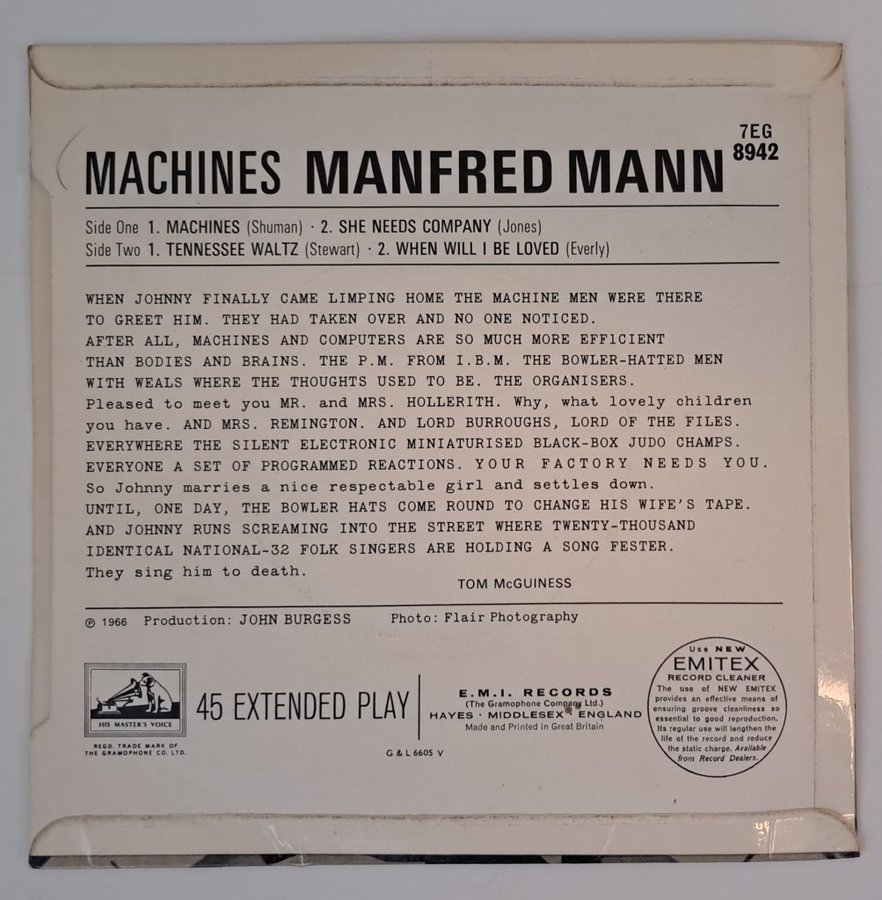 7EG
8942
MACHINES MANFRED MANN
Side One 1. MACHINES (Shuman) · 2. SHE NEEDS COMPANY (Jones)
Side Two 1. TENNESSEE WALTZ (Stewart) · 2. WHEN WILL I BE LOVED (Everly)
WHEN JOHNNY FINALLY CAME LIMPING HOME THE MACHINE MEN WERE THERE
TO GREET HIM. THEY HAD TAKEN OVER AND NO ONE NOTICED.
AFTER ALL, MACHINES AND COMPUTERS ARE SO MUCH MORE EFF1CIENT
THAN BODIES AND BRAINS. THE P.M. FROM I.B.M. THE BOWLER-HATTED MEN
WITH WEALS WHERE THE THOUGHTS USED TO BE. THE ORGANISERS.
Pleased to meet you MR. and MRS. HOLLERITH. Why, what lovely children
you have. AND MRS. REMINGTON. AND LORD BURROUGHS, LORD OF THE FILES.
EVERYWHERE THE SILENT ELECTRONIC MINIATURISED BLACK-BOX JUDO CHAMPS.
EVERYONE A SET OF PROGRAMMED REACTIONS. YOUR FACTORY NEEDS YOU.
So Johnny marries a nice respectable girl and settles down.
UNTIL, ONE DAY, THE BOWLER HATS COME ROUND TO CHANGE HIS WIFE'S TAPE.
AND JOHNNY RUNS SCREAMING INTO THE STREET WHERE TWENTY-THOUSAND
IDENTICAL NATIONAL-32 FOLK SINGERS ARE HOLDING A SONG FESTER.
They sing him to death.
TOM McGUINESS
℗ 1966 Production: JOHN BURGESS Photo: Flair Photography
HIS MASTER'S VOICE
REGD. TRADE MARK OF
THE GRAMOPHONE CO. LTD.
45 EXTENDED PLAY
E.M.I. RECORDS
(The Gramophone Company Ltd.)
HAYES · MIDDLESEX · ENGLAND
Made and Printed in Great Britain
G & L 6605 V
Use NEW
EMITEX
RECORD CLEANER
The use of NEW EMITEX
provides an effective means of
ensuring groove cleanliness so
essential to good reproduction.
Its regular use will lengthen the
life of the record and reduce
the static charge. Available
from Record Dealers.